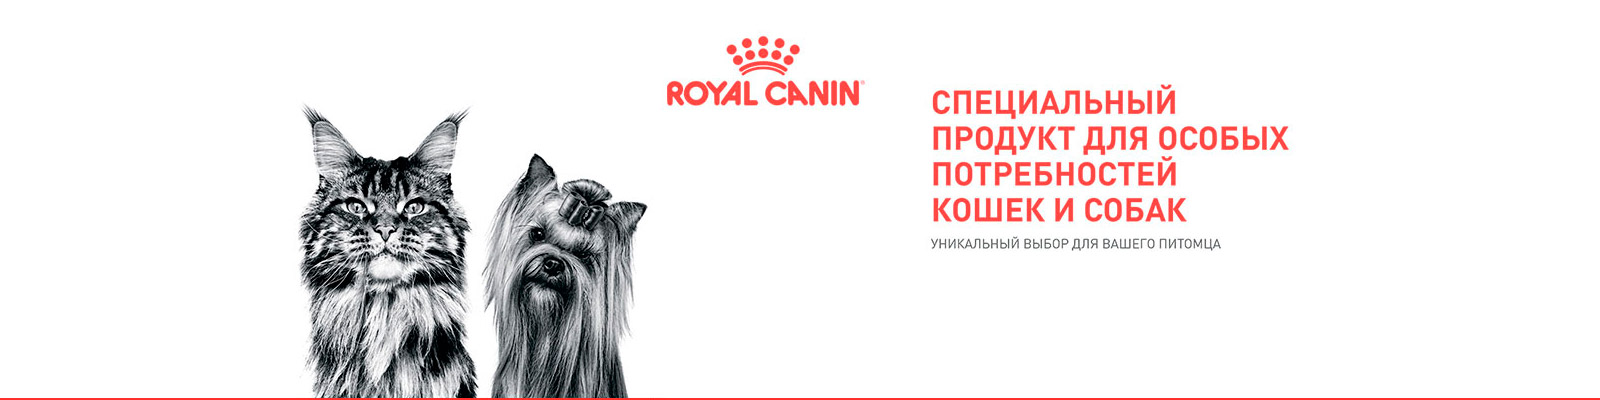 ROYAL CANIN
СПЕЦИАЛЬНЫЙ
ПРОДУКТ ДЛЯ ОСОБЫХ
ПОТРЕБНОСТЕЙ
КОШЕК И СОБАК
УНИКАЛЬНЫЙ ВЫБОР ДЛЯ ВАШЕГО ПИТОМЦА